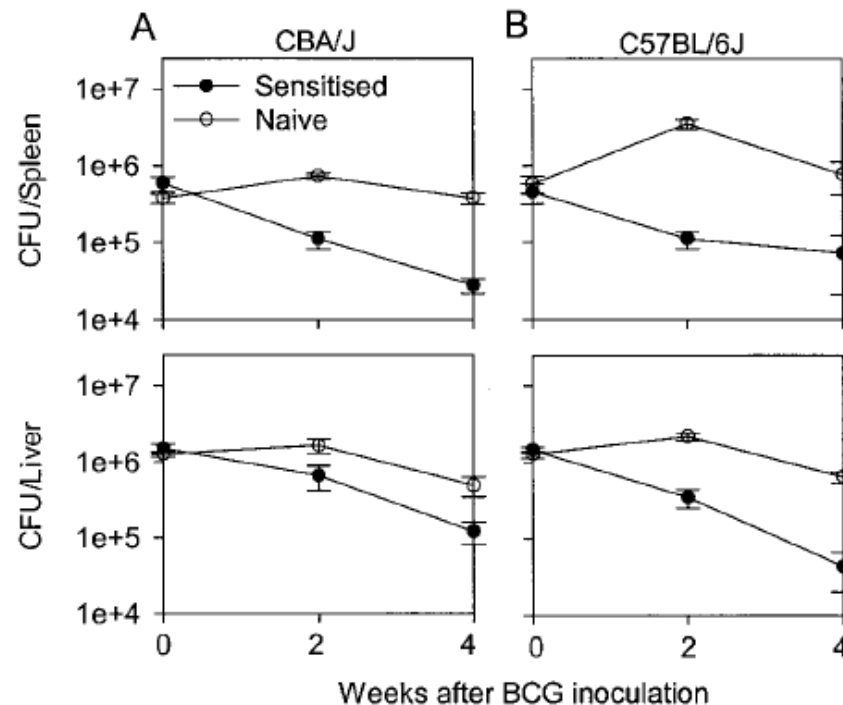 A
CBA/J
B
C57BL/6J
Sensitised
Naive
CFU/Spleen
1e+7
1e+6
1e+5
1e+4
CFU/Liver
1e+7
1e+6
1e+5
1e+4
0 2 4 0 2 4
Weeks after BCG inoculation